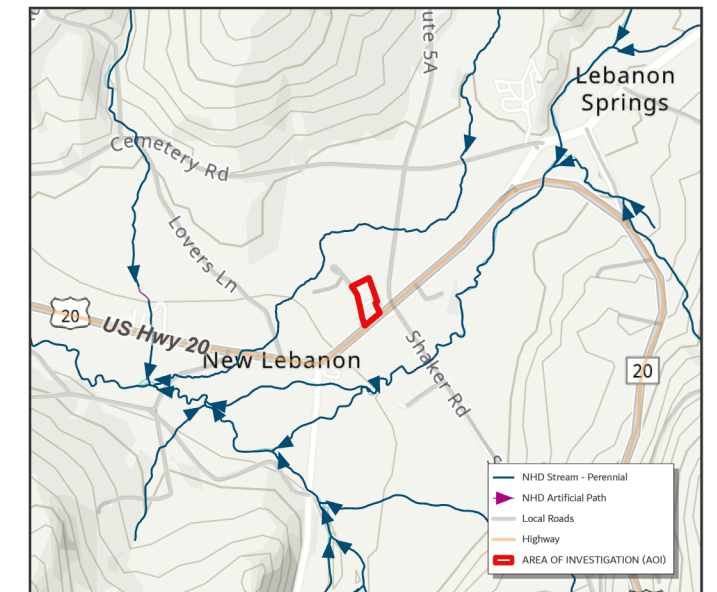 ute 5A
Lebanon
Springs
Cemetery Rd
Lovers Ln
20
US Hwy 20
New Lebanon
Shaker Rd
20
S
NHD Stream - Perennial
NHD Artificial Path
Local Roads
Highway
AREA OF INVESTIGATION (AOI)